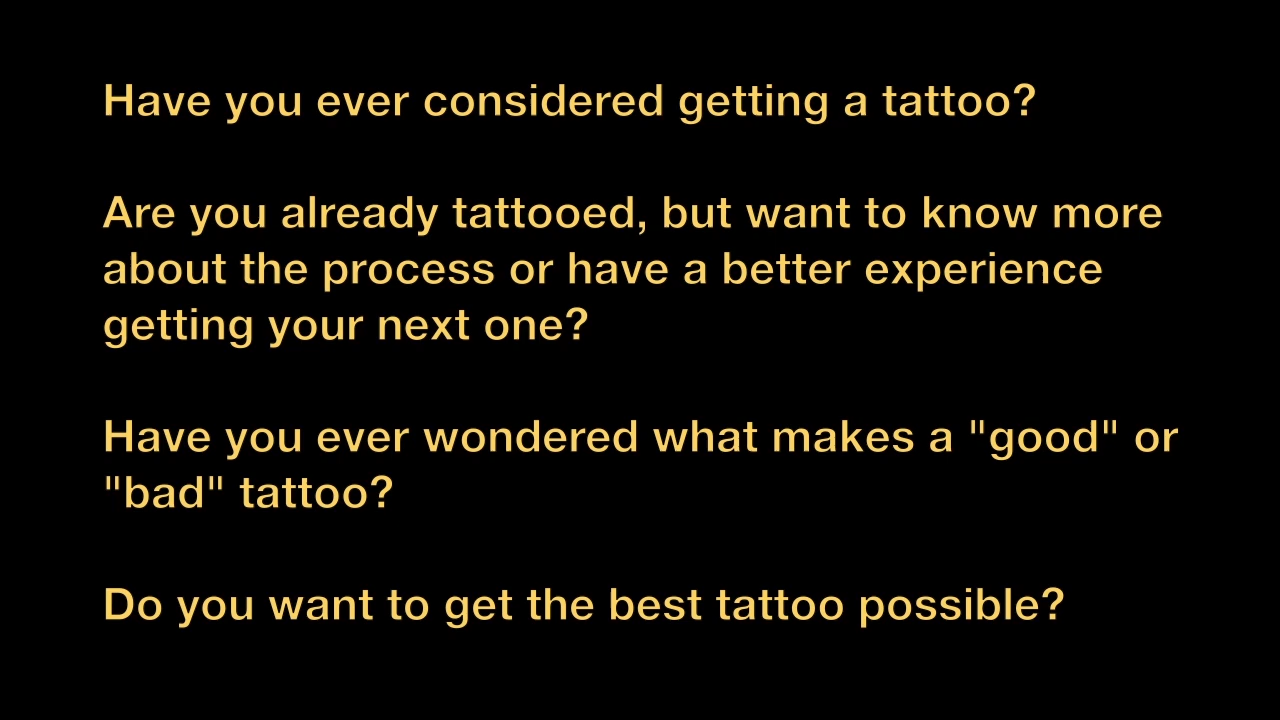 Have you ever considered getting a tattoo?
Are you already tattooed, but want to know more
about the process or have a better experience
getting your next one?
Have you ever wondered what makes a "good" or
"bad" tattoo?
Do you want to get the best tattoo possible?